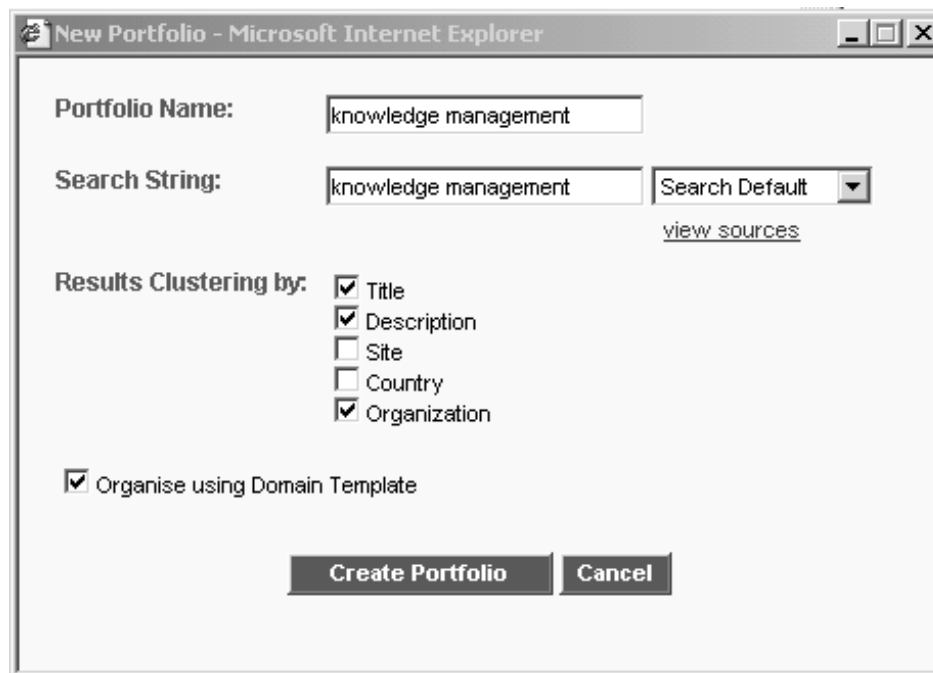 New Portfolio - Microsoft Internet Explorer
Portfolio Name: knowledge management
Search String: knowledge management Search Default
view sources
Results Clustering by: Title
Description
Site
Country
Organization
Organise using Domain Template
Create Portfolio Cancel